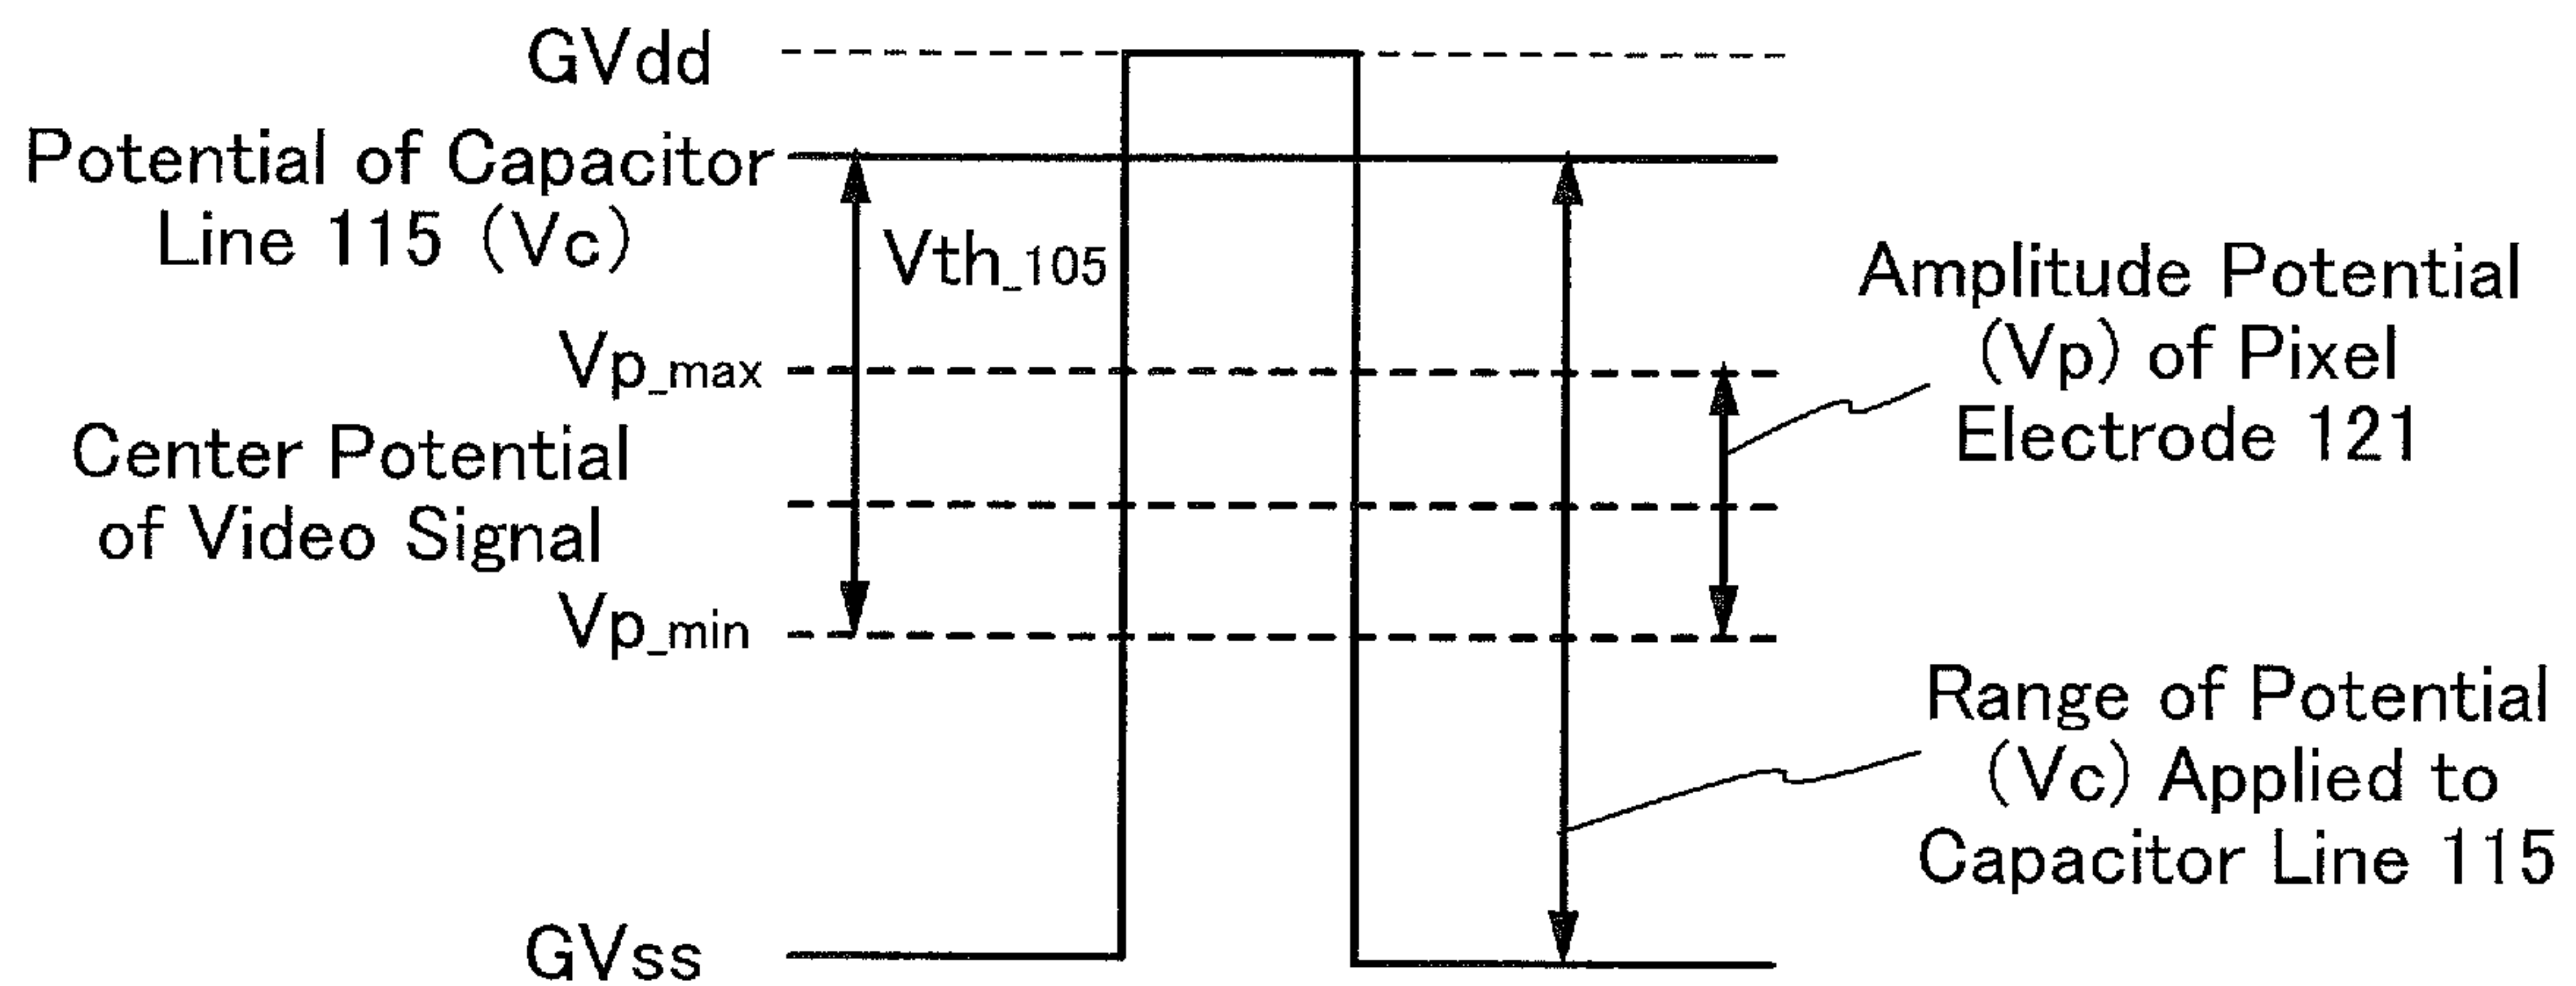 GVdd
Potential of Capacitor
Line 115 (Vc)
Vth_105
Vp_max
Center Potential
of Video Signal
Vp_min
GVss
Amplitude Potential
(Vp) of Pixel
Electrode 121
Range of Potential
(Vc) Applied to
Capacitor Line 115